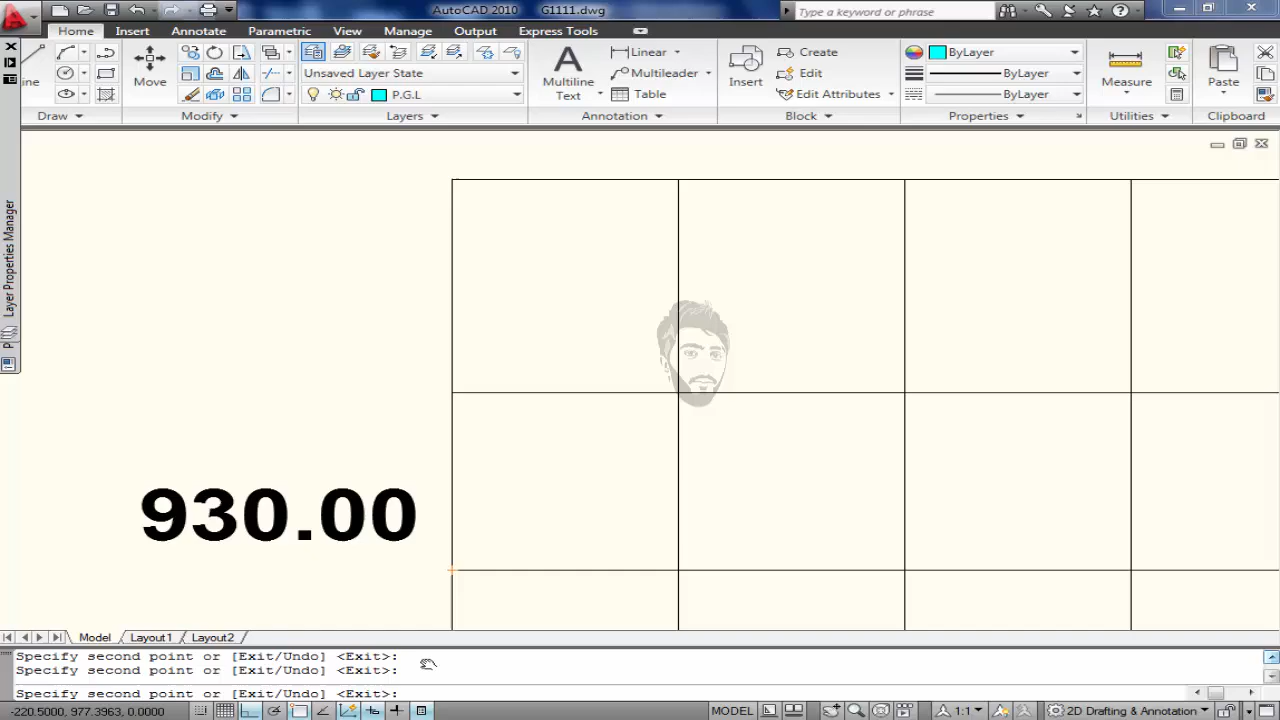 AutoCAD 2010 G1111.dwg
Type a keyword or phrase
Home Insert Annotate Parametric View Manage Output Express Tools
ine
Move
Unsaved Layer State
P.G.L
Multiline Text
Linear
Multileader
Table
Insert
Create
Edit
Edit Attributes
ByLayer
ByLayer
ByLayer
Measure
Paste
Draw Modify Layers Annotation Block Properties Utilities Clipboard
Layer Properties Manager
P
930.00
Model Layout1 Layout2
Specify second point or [Exit/Undo] <Exit>:
Specify second point or [Exit/Undo] <Exit>:
Specify second point or [Exit/Undo] <Exit>:
-220.5000, 977.3963, 0.0000 MODEL 1:1 2D Drafting & Annotation